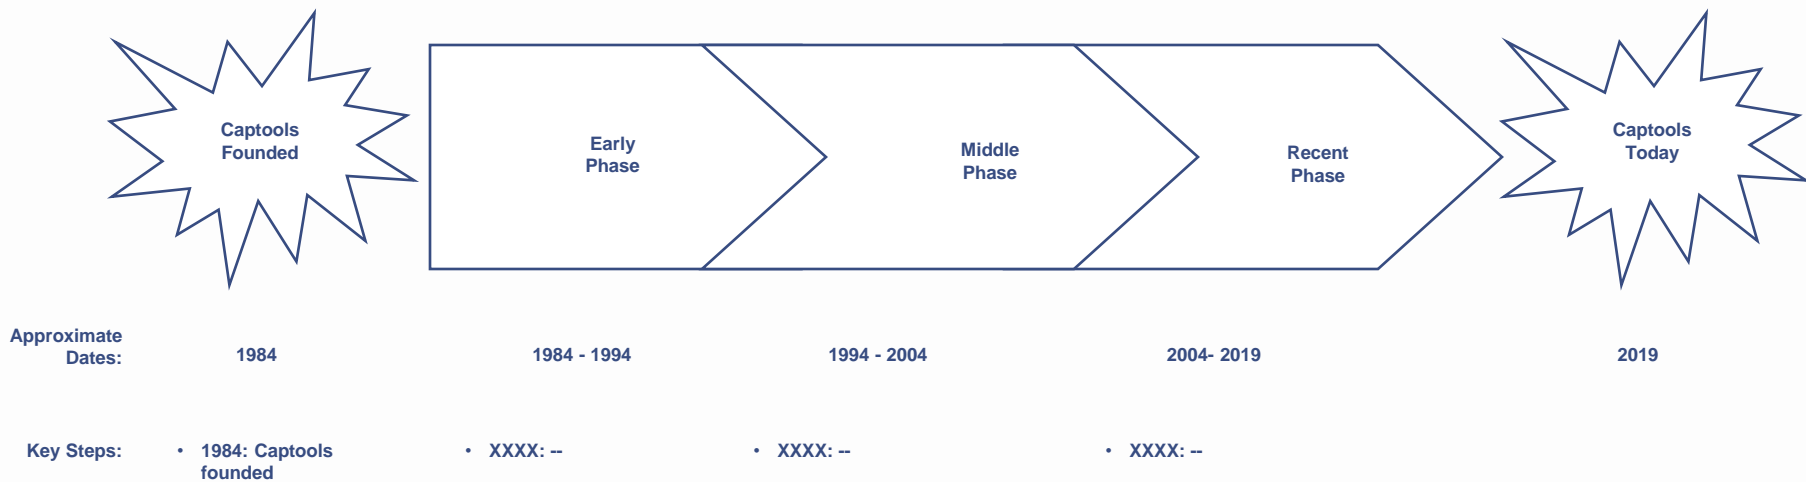 Captools
Founded
Early
Phase
Middle
Phase
Recent
Phase
Captools
Today
Approximate
Dates:
1984
1984 - 1994
1994 - 2004
2004- 2019
2019
Key Steps:
• 1984: Captools
founded
• XXXX: --
• XXXX: --
• XXXX: --